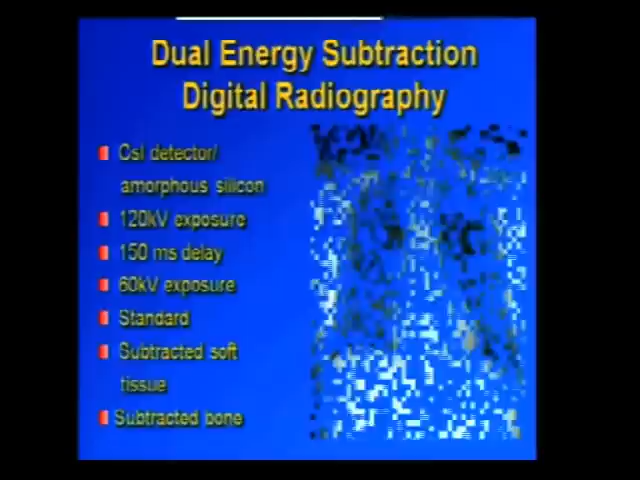 Dual Energy Subtraction
Digital Radiography
CsI detector/
amorphous silicon
120kV exposure
150 ms delay
60kV exposure
Standard
Subtracted soft
tissue
Subtracted bone